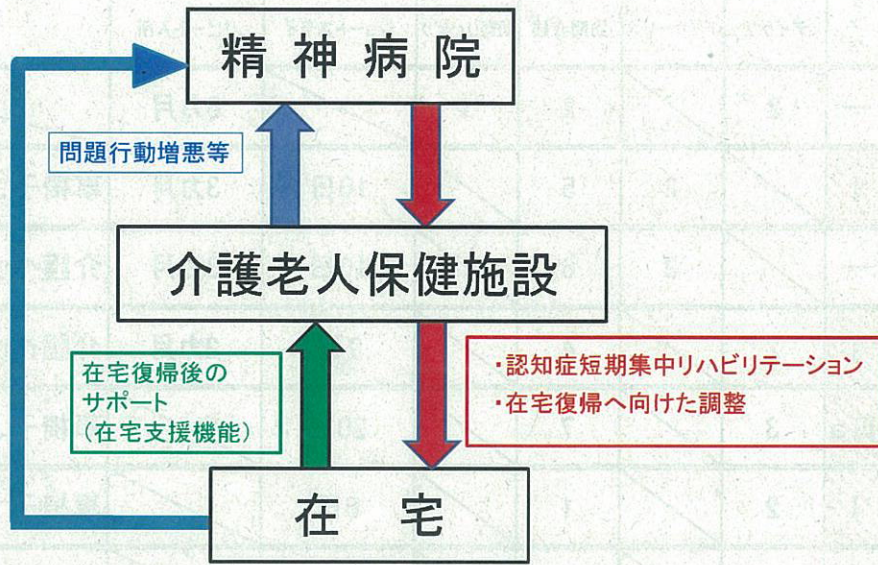 精神病院
問題行動増悪等
介護老人保健施設
在宅復帰後の
サポート
（在宅支援機能）
・認知症短期集中リハビリテーション
・在宅復帰へ向けた調整
在宅